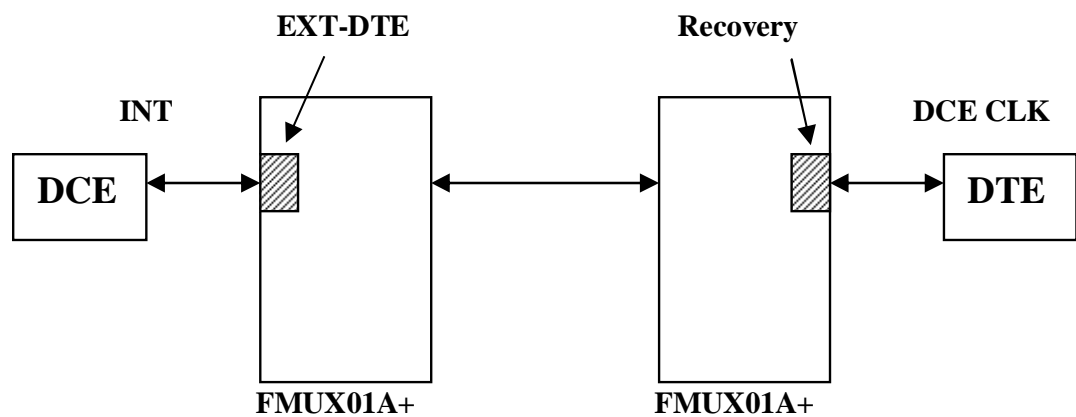 EXT-DTE
Recovery
INT
DCE CLK
DCE
DTE
FMUX01A+
FMUX01A+